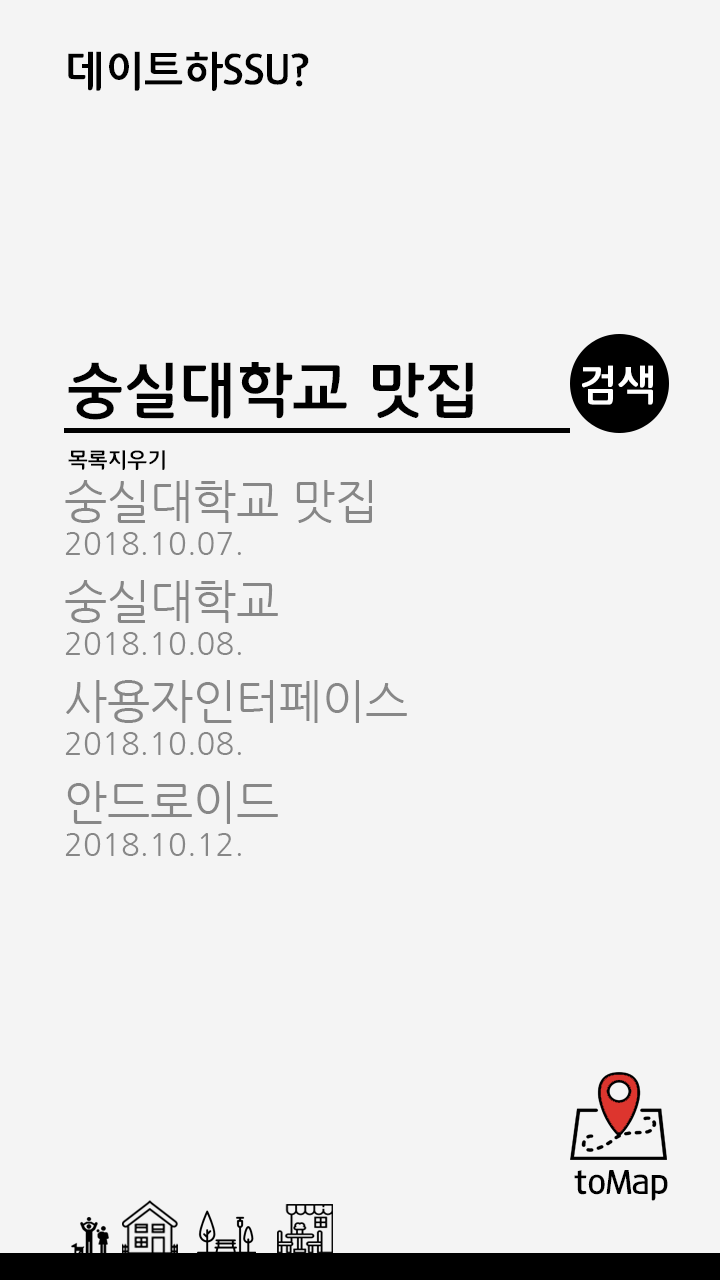 데이트하SSU?
숭실대학교 맛집
검색
목록지우기
숭실대학교 맛집
2018.10.07.
숭실대학교
2018.10.08.
사용자인터페이스
2018.10.08.
안드로이드
2018.10.12.
toMap